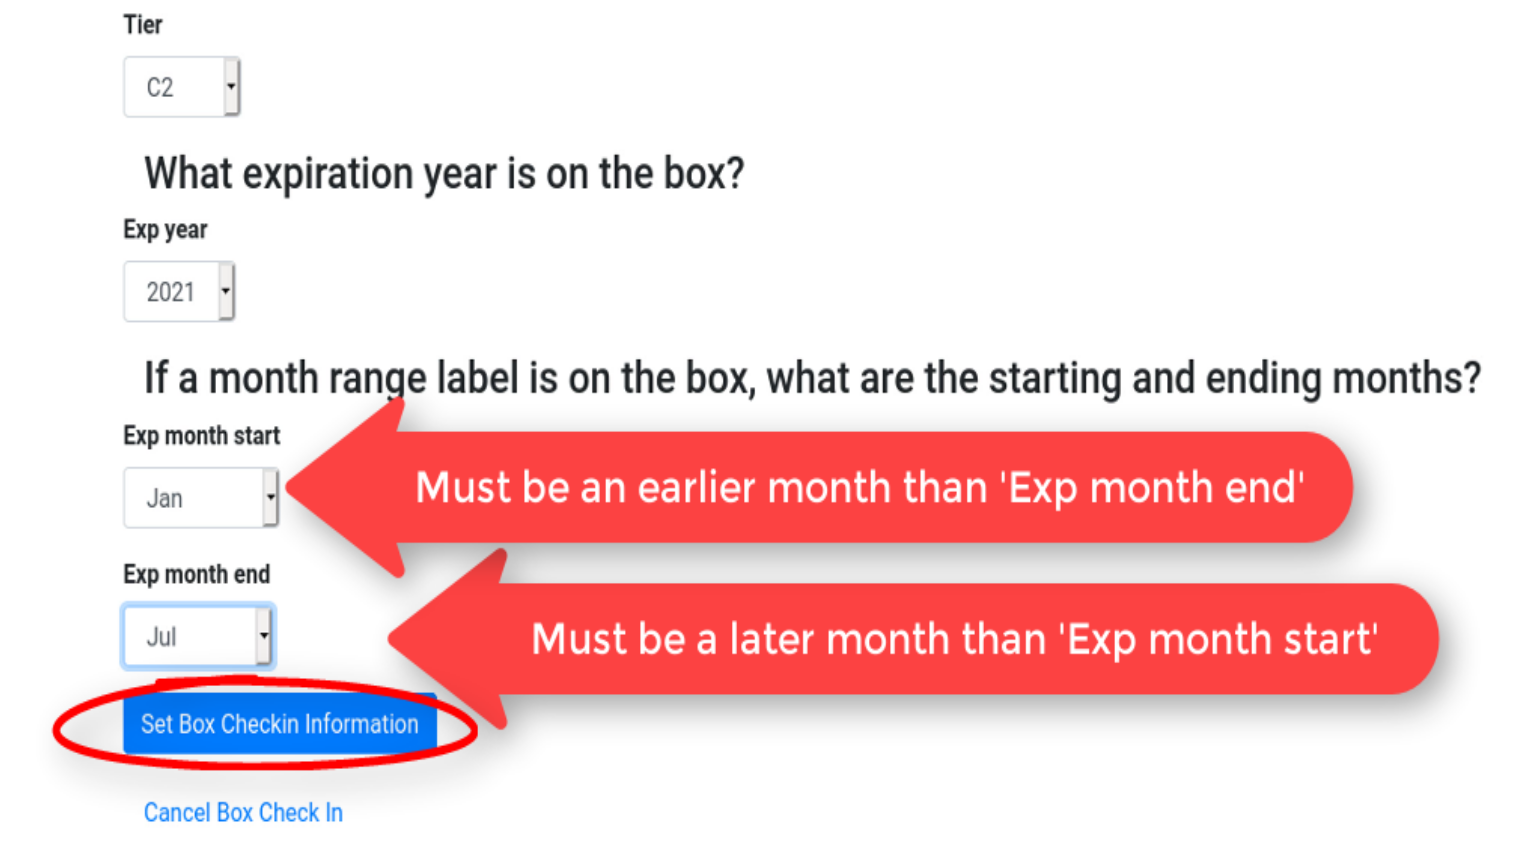 Tier
C2
What expiration year is on the box?
Exp year
2021
If a month range label is on the box, what are the starting and ending months?
Exp month start
Jan
Must be an earlier month than 'Exp month end'
Exp month end
Jul
Must be a later month than 'Exp month start'
Set Box Checkin Information
Cancel Box Check In